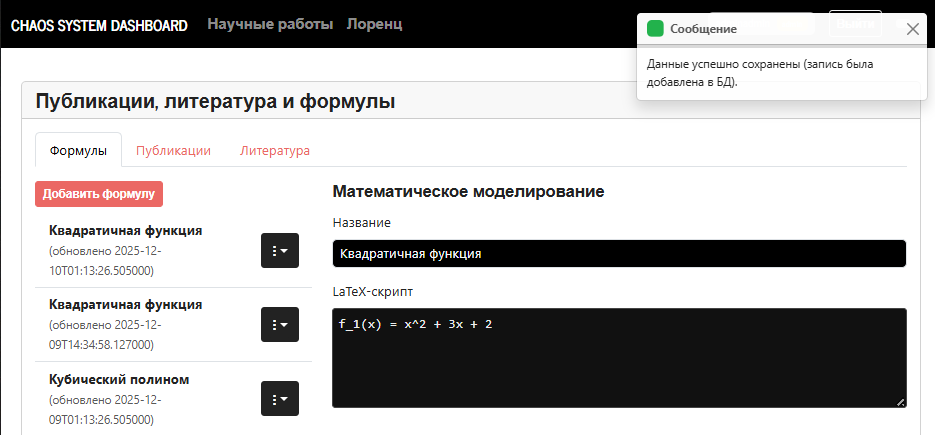 CHAOS SYSTEM DASHBOARD
Научные работы
Лоренц
Сообщение
Данные успешно сохранены (запись была
добавлена в БД).
Публикации, литература и формулы
Формулы
Публикации
Литература
Добавить формулу
Квадратичная функция
(обновлено 2025-12-
10T01:13:26.505000)
Квадратичная функция
(обновлено 2025-12-
09T14:34:58.127000)
Кубический полином
(обновлено 2025-12-
09T01:13:26.505000)
Математическое моделирование
Название
Квадратичная функция
LaTeX-скрипт
f_1(x) = x^2 + 3x + 2